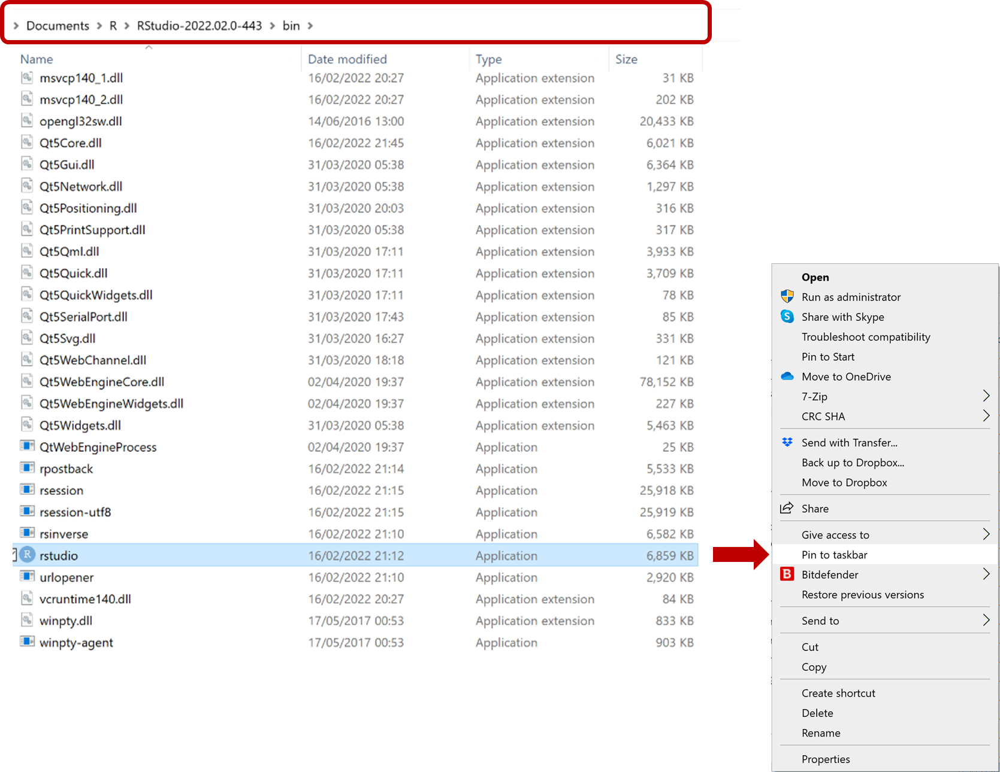 Documents > R > RStudio-2022.02.0-443 > bin >
Name Date modified Type Size
msvcp140_1.dll 16/02/2022 20:27 Application extension 31 KB
msvcp140_2.dll 16/02/2022 20:27 Application extension 202 KB
opengl32sw.dll 14/06/2016 13:00 Application extension 20,433 KB
Qt5Core.dll 16/02/2022 21:45 Application extension 6,021 KB
Qt5Gui.dll 31/03/2020 05:38 Application extension 6,364 KB
Qt5Network.dll 31/03/2020 05:38 Application extension 1,297 KB
Qt5Positioning.dll 31/03/2020 20:03 Application extension 316 KB
Qt5PrintSupport.dll 31/03/2020 05:38 Application extension 317 KB
Qt5Qml.dll 31/03/2020 17:11 Application extension 3,933 KB
Qt5Quick.dll 31/03/2020 17:11 Application extension 3,709 KB
Qt5QuickWidgets.dll 31/03/2020 17:11 Application extension 78 KB
Qt5SerialPort.dll 31/03/2020 17:43 Application extension 85 KB
Qt5Svg.dll 31/03/2020 16:27 Application extension 331 KB
Qt5WebChannel.dll 31/03/2020 18:18 Application extension 121 KB
Qt5WebEngineCore.dll 02/04/2020 19:37 Application extension 78,152 KB
Qt5WebEngineWidgets.dll 02/04/2020 19:37 Application extension 227 KB
Qt5Widgets.dll 31/03/2020 05:38 Application extension 5,463 KB
QtWebEngineProcess 02/04/2020 19:37 Application 25 KB
rpostback 16/02/2022 21:14 Application 5,533 KB
rsession 16/02/2022 21:15 Application 25,918 KB
rsession-utf8 16/02/2022 21:15 Application 25,919 KB
rsinverse 16/02/2022 21:10 Application 6,582 KB
R rstudio 16/02/2022 21:12 Application 6,859 KB
urlopener 16/02/2022 21:10 Application 2,920 KB
vcruntime140.dll 16/02/2022 20:27 Application extension 84 KB
winpty.dll 17/05/2017 00:53 Application extension 833 KB
winpty-agent 17/05/2017 00:53 Application 903 KB
Open
Run as administrator
S Share with Skype
Troubleshoot compatibility
Pin to Start
Move to OneDrive
7-Zip
CRC SHA
Send with Transfer...
Back up to Dropbox...
Move to Dropbox
Share
Give access to
Pin to taskbar
B Bitdefender
Restore previous versions
Send to
Cut
Copy
Create shortcut
Delete
Rename
Properties